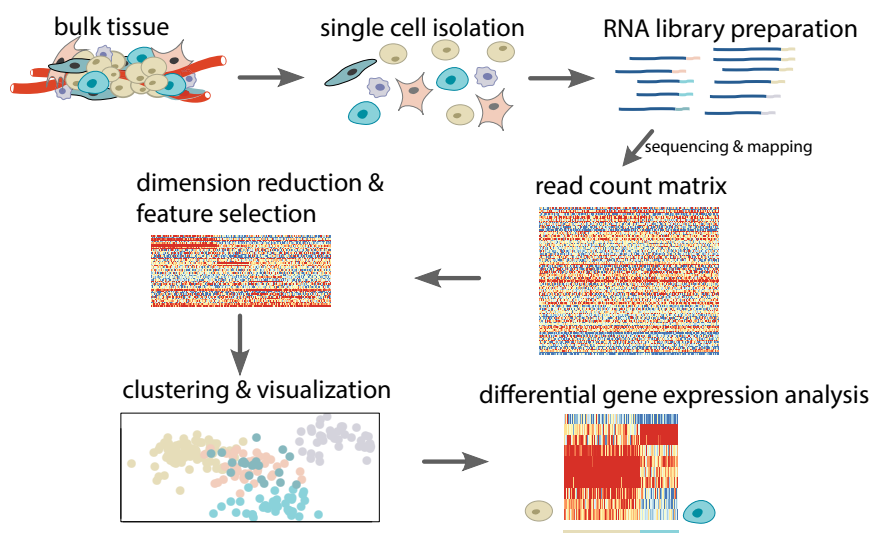 bulk tissue
single cell isolation
RNA library preparation
sequencing & mapping
read count matrix
dimension reduction &
feature selection
clustering & visualization
differential gene expression analysis